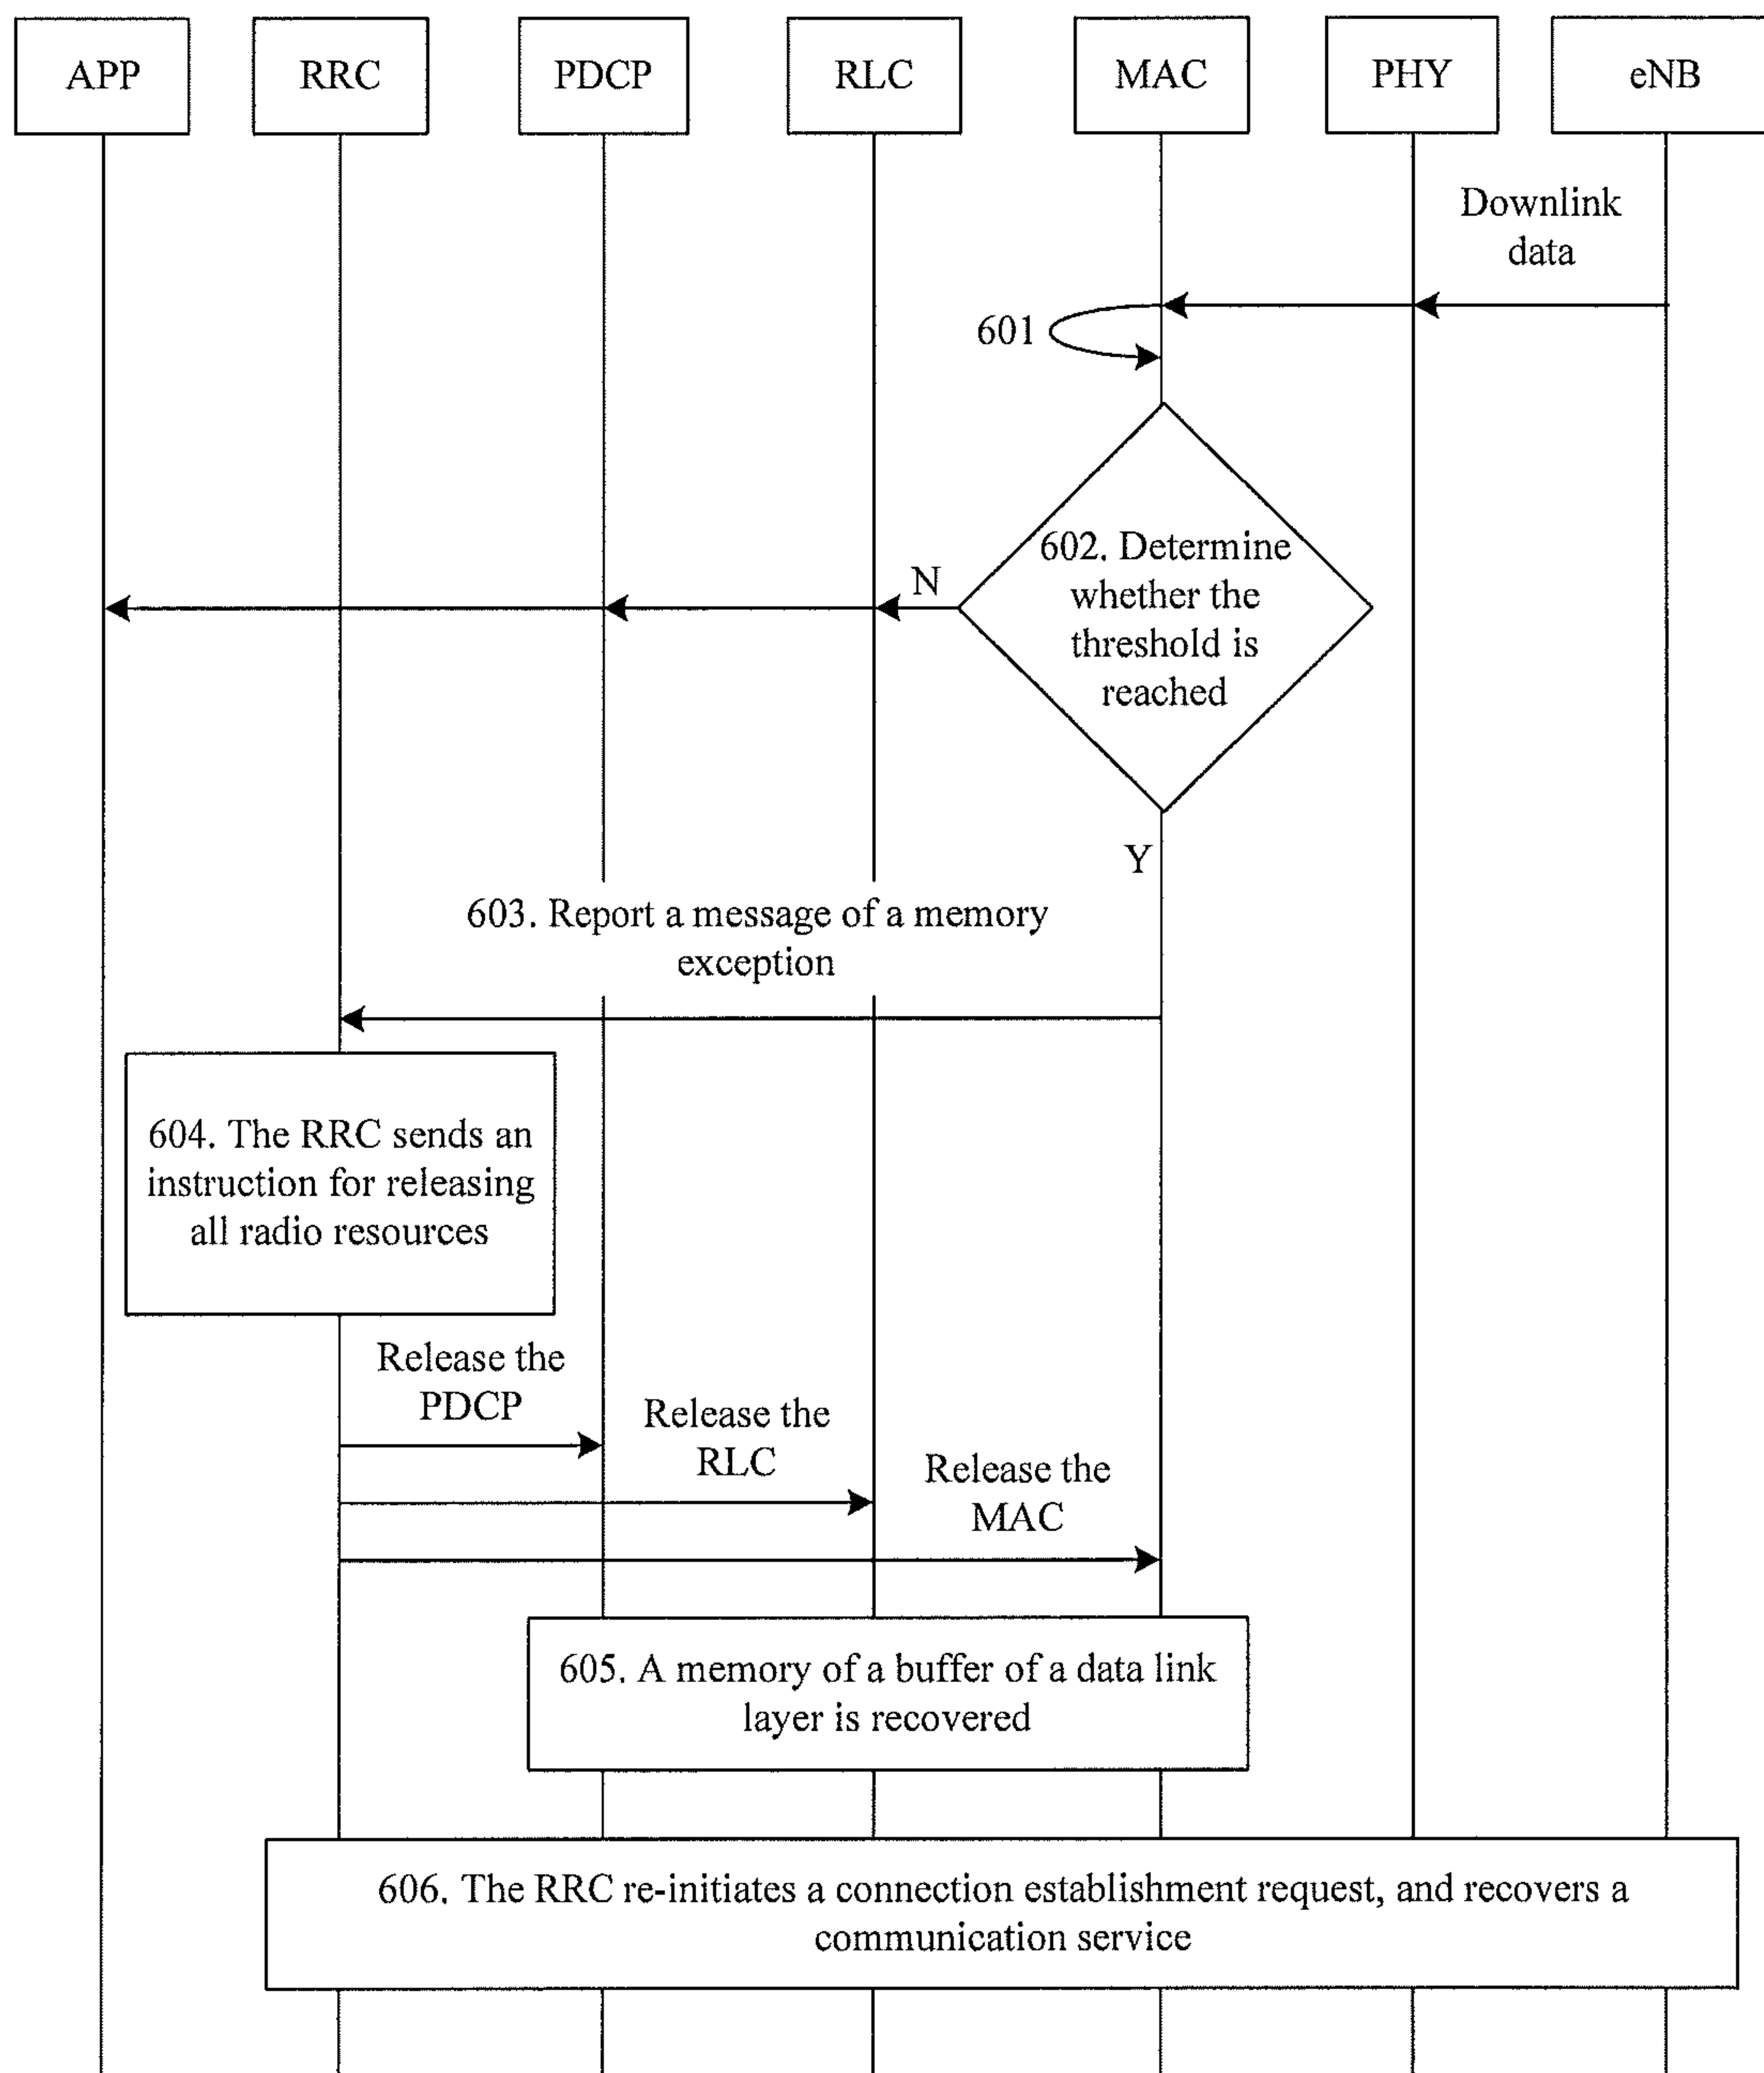 APP RRC PDCP RLC MAC PHY eNB
Downlink
data
601
602. Determine
whether the
threshold is
reached
N
Y
603. Report a message of a memory
exception
604. The RRC sends an
instruction for releasing
all radio resources
Release the
PDCP
Release the
RLC
Release the
MAC
605. A memory of a buffer of a data link
layer is recovered
606. The RRC re-initiates a connection establishment request, and recovers a
communication service